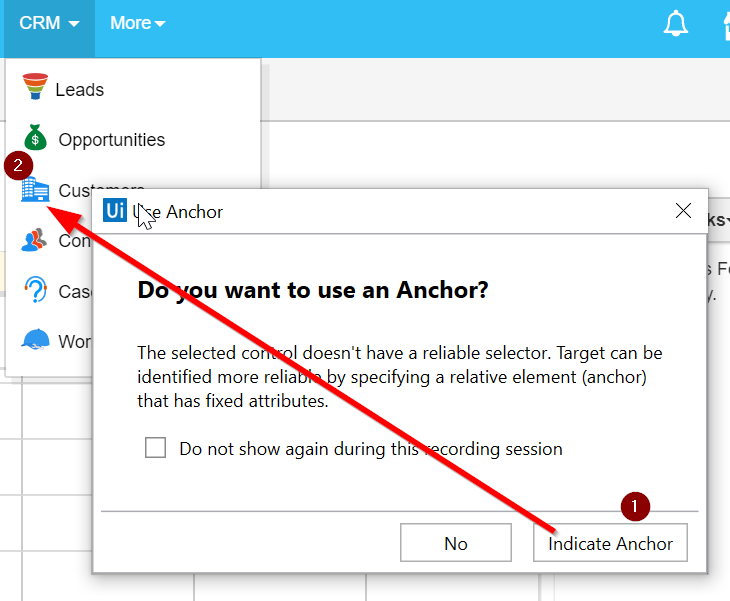 CRM More
Leads
$ Opportunities
2
Customers
Ui Use Anchor
ks
Con
Do you want to use an Anchor?
Cas
Wor
The selected control doesn't have a reliable selector. Target can be
identified more reliable by specifying a relative element (anchor)
that has fixed attributes.
Do not show again during this recording session
1
No Indicate Anchor